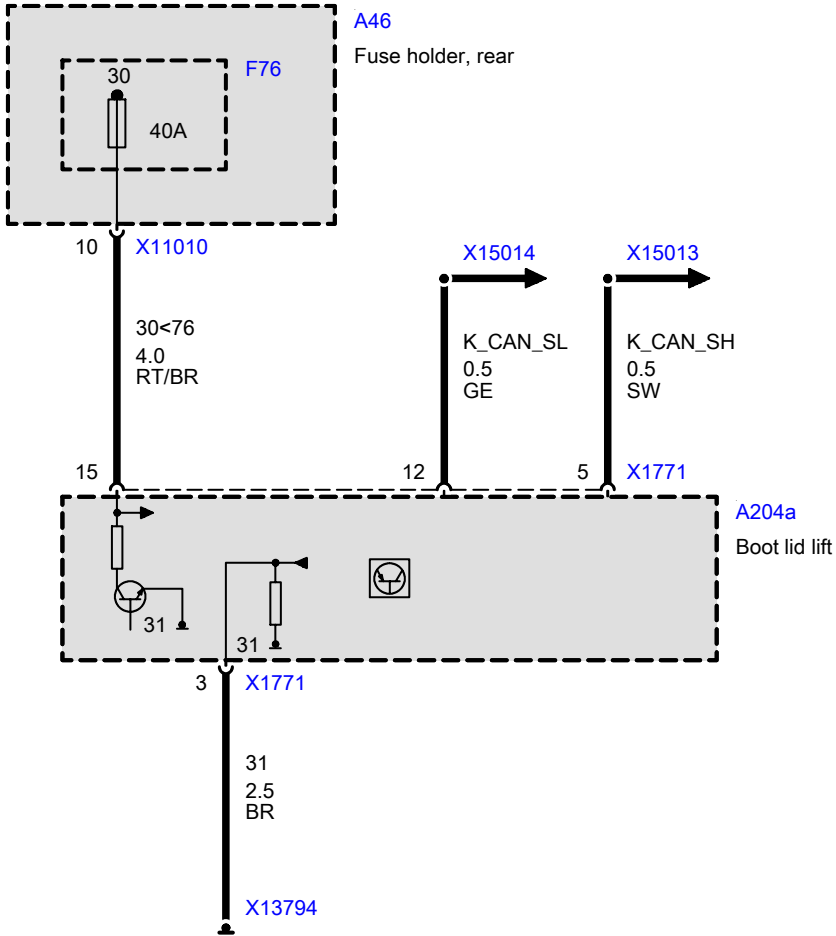 A46
Fuse holder, rear
F76
30
40A
10
X11010
X15014
X15013
30<76
4.0
RT/BR
K_CAN_SL
0.5
GE
K_CAN_SH
0.5
SW
15
12
5
X1771
A204a
Boot lid lift
31
31
3
X1771
31
2.5
BR
X13794